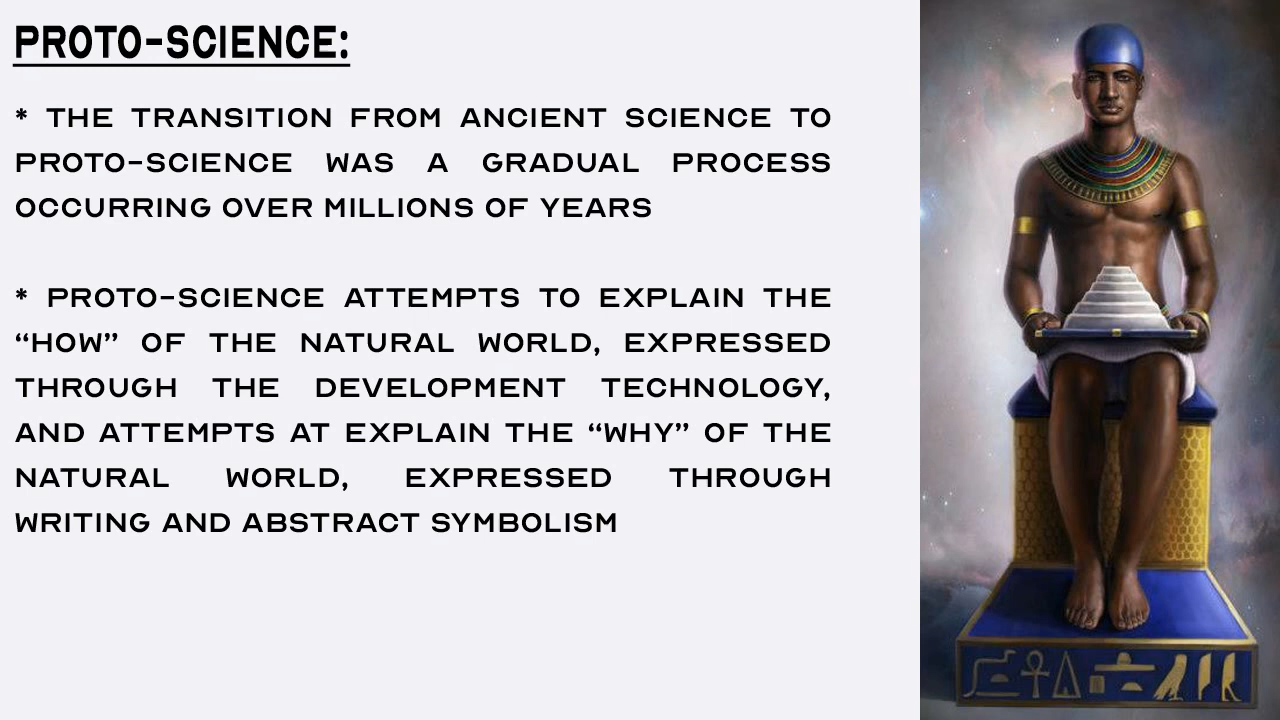 PROTO-SCIENCE:
* THE TRANSITION FROM ANCIENT SCIENCE TO
PROTO-SCIENCE WAS A GRADUAL PROCESS
OCCURRING OVER MILLIONS OF YEARS
* PROTO-SCIENCE ATTEMPTS TO EXPLAIN THE
“HOW” OF THE NATURAL WORLD, EXPRESSED
THROUGH THE DEVELOPMENT TECHNOLOGY,
AND ATTEMPTS AT EXPLAIN THE “WHY” OF THE
NATURAL WORLD, EXPRESSED THROUGH
WRITING AND ABSTRACT SYMBOLISM